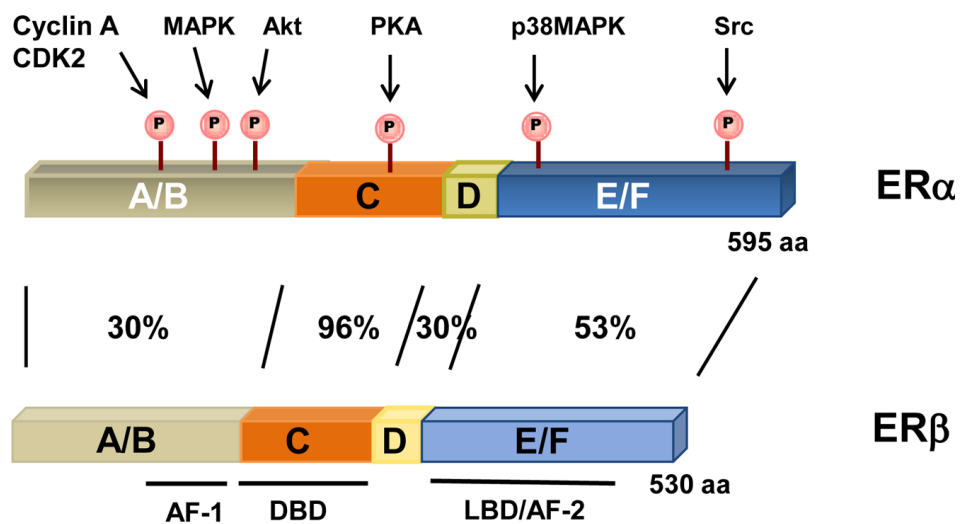 Cyclin A
CDK2
MAPK
Akt
PKA
p38MAPK
Src
P
P
P
P
P
P
A/B
C
D
E/F
ERα
595 aa
30%
96%
30%
53%
A/B
C
D
E/F
ERβ
530 aa
AF-1
DBD
LBD/AF-2